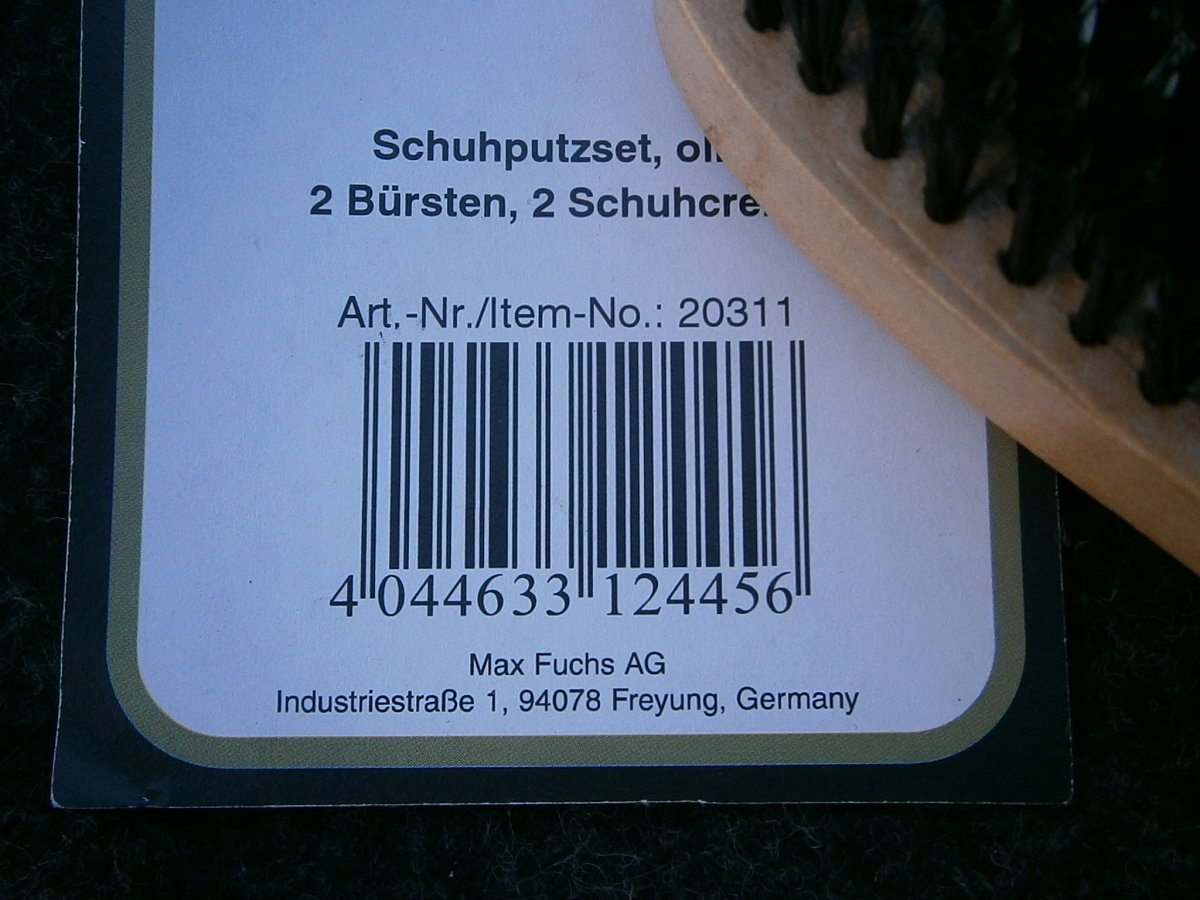 Schuhputzset,
2 Bürsten, 2
Art.-Nr./Item-No.: 20311
4 044633 124456
Max Fuchs AG
Industriestraße 1, 94078 Freyung, Germany